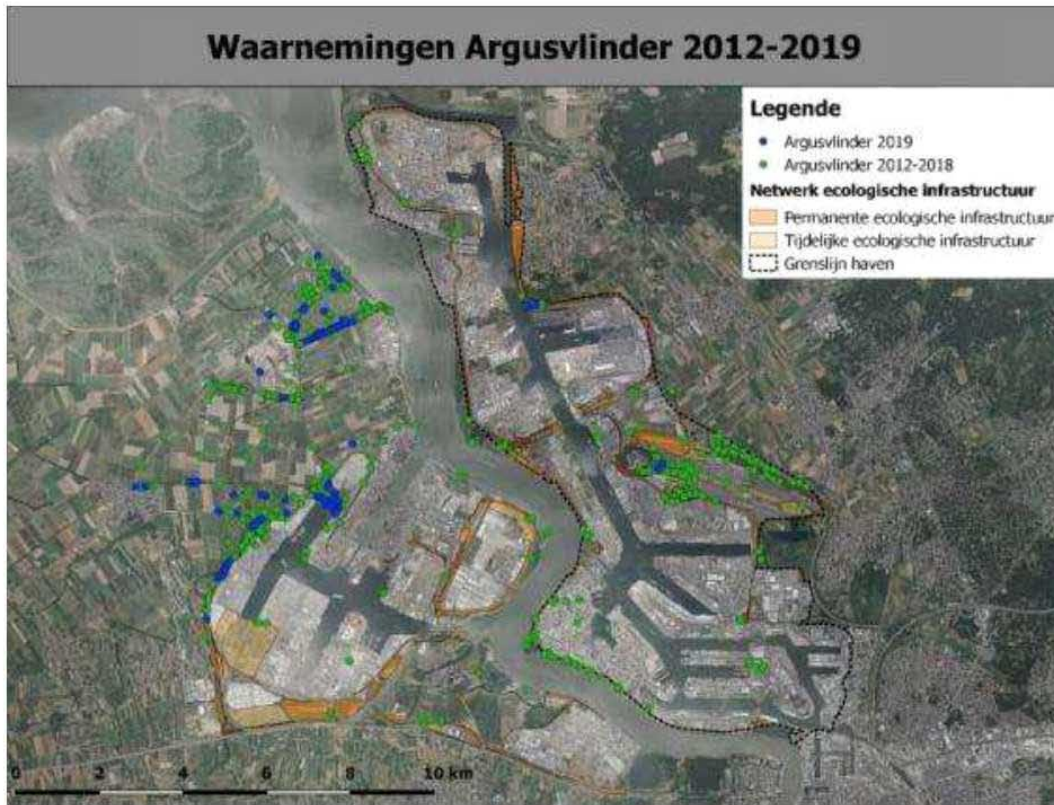 Waarnemingen Argusvlinder 2012-2019
Legende
Argusvlinder 2019
Argusvlinder 2012-2018
Netwerk ecologische infrastructuur
Permanente ecologische infrastructuur
Tijdelijke ecologische infrastructuur
Grenslijn haven
0 2 4 6 8 10 km